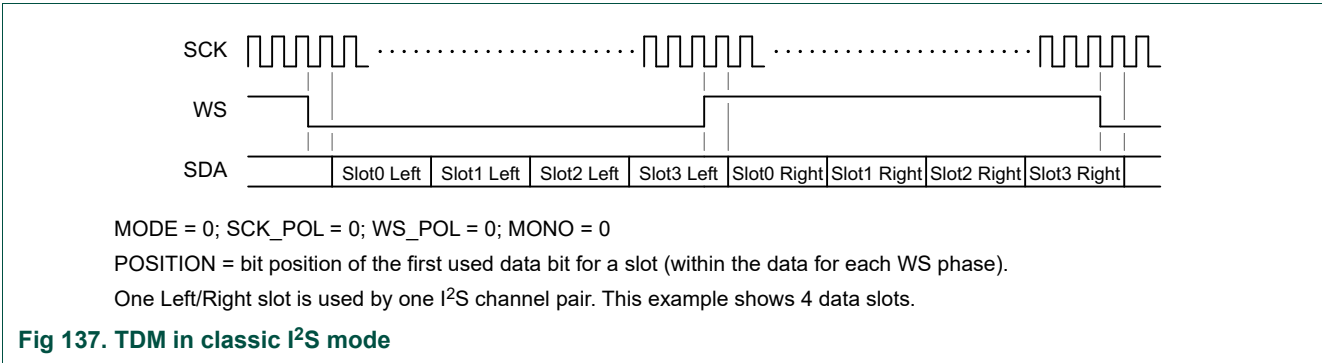 SCK
WS
SDA Slot0 Left Slot1 Left Slot2 Left Slot3 Left Slot0 Right Slot1 Right Slot2 Right Slot3 Right
MODE = 0; SCK_POL = 0; WS_POL = 0; MONO = 0
POSITION = bit position of the first used data bit for a slot (within the data for each WS phase).
One Left/Right slot is used by one I²S channel pair. This example shows 4 data slots.
Fig 137. TDM in classic I²S mode